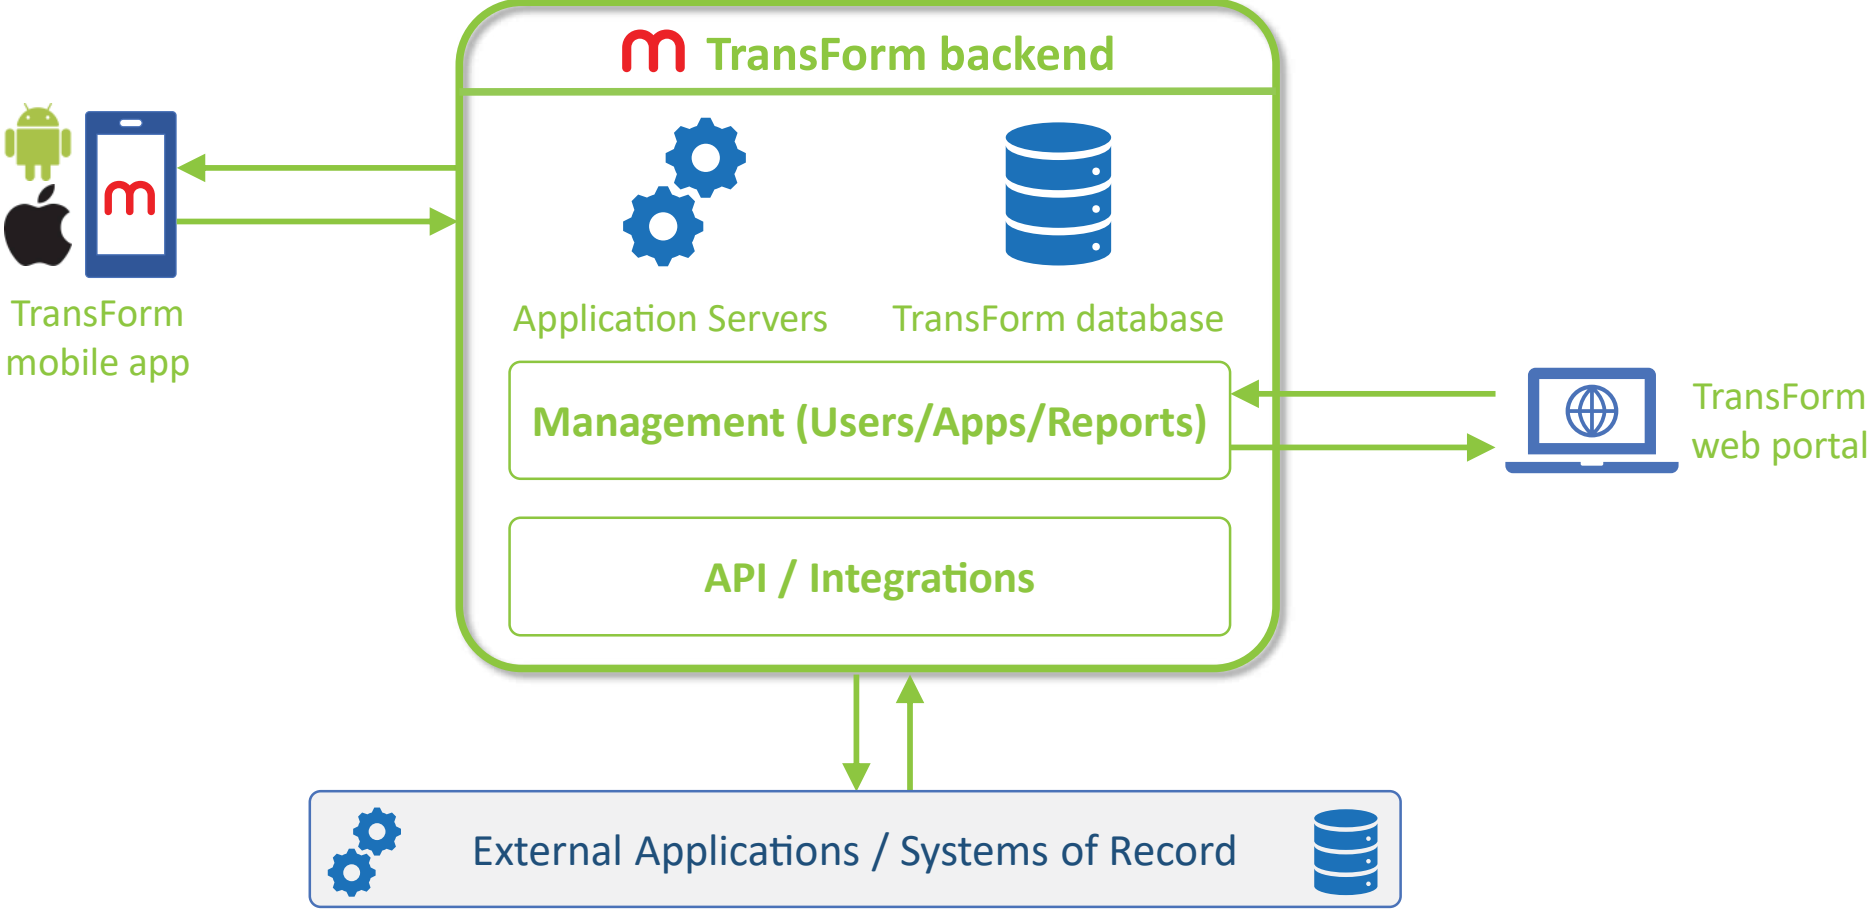 m TransForm backend
m
TransForm
mobile app
Application Servers
TransForm database
Management (Users/Apps/Reports)
TransForm
web portal
API / Integrations
External Applications / Systems of Record